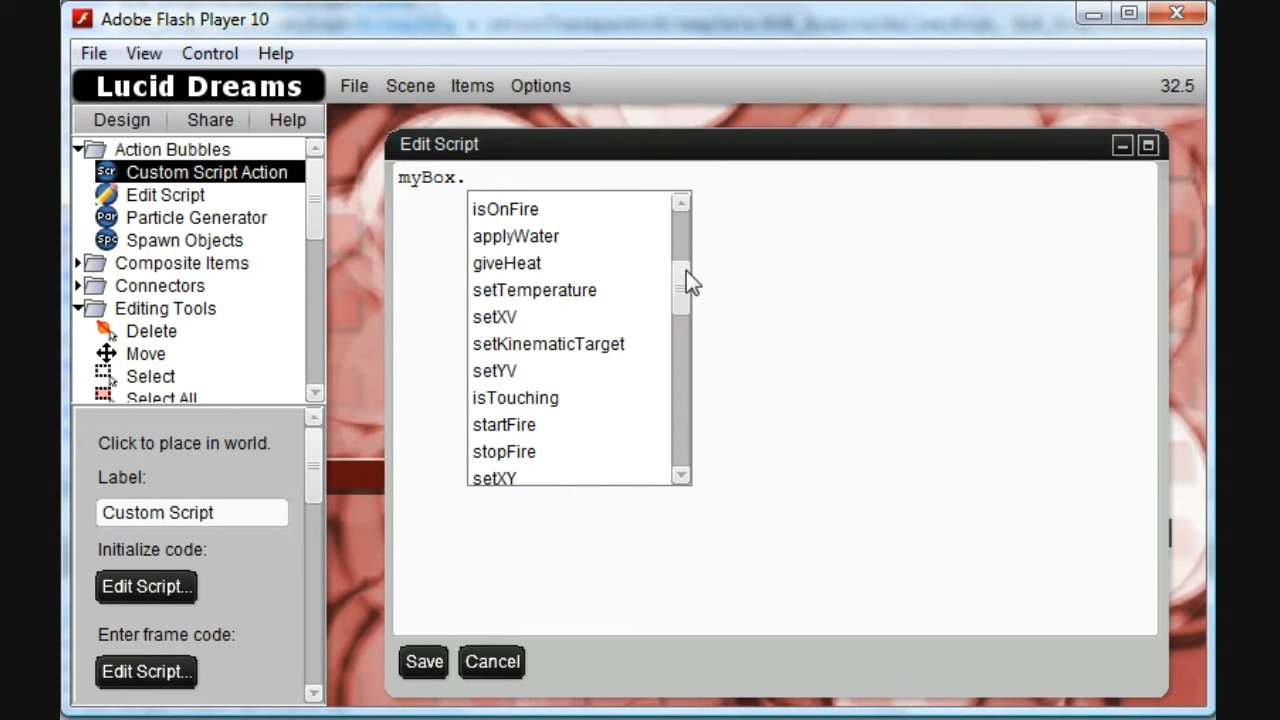 Adobe Flash Player 10
File View Control Help
Lucid Dreams
File Scene Items Options 32.5
Design Share Help
Action Bubbles
Scr Custom Script Action
Edit Script
Par Particle Generator
Spc Spawn Objects
Composite Items
Connectors
Editing Tools
Delete
Move
Select
Select All
Click to place in world.
Label:
Custom Script
Initialize code:
Edit Script...
Enter frame code:
Edit Script...
Edit Script
myBox.
isOnFire
applyWater
giveHeat
setTemperature
setXV
setKinematicTarget
setYV
isTouching
startFire
stopFire
setXY
Save Cancel